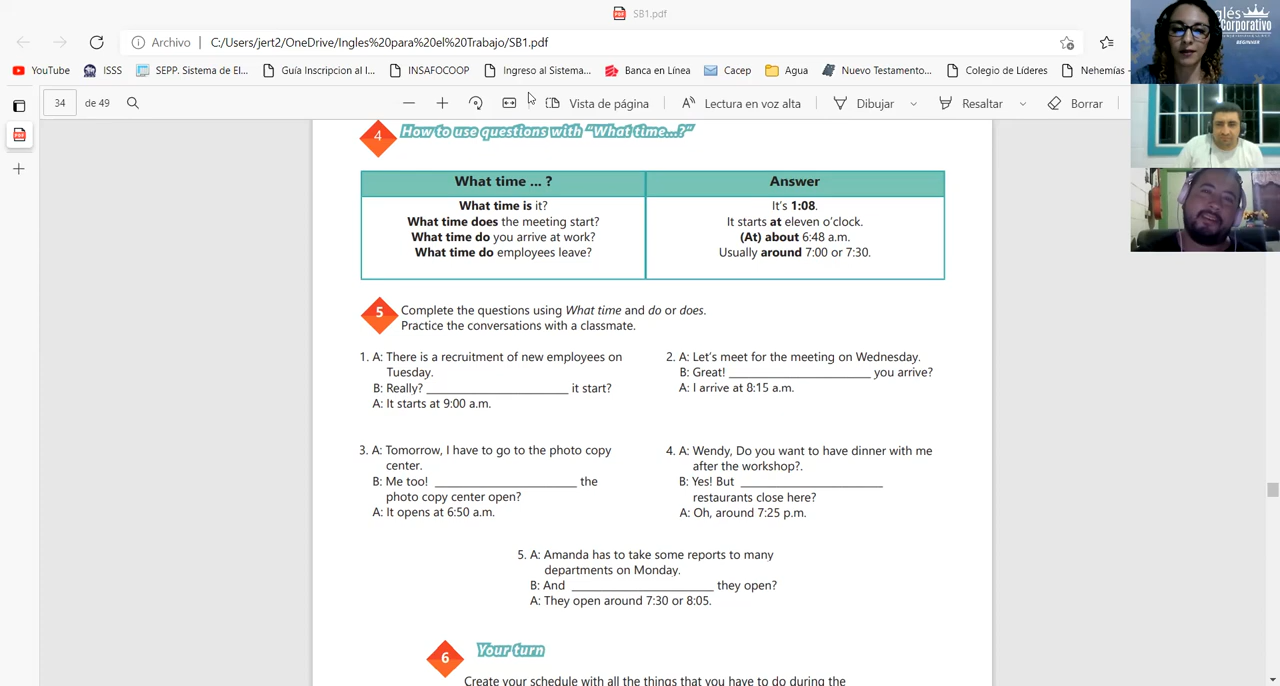 SB1.pdf
Archivo
C:/Users/jert2/OneDrive/Ingles%20para%20el%20Trabajo/SB1.pdf
YouTube
ISSS
SEPP. Sistema de El...
Guía Inscripcion al I...
INSAFOCOOP
Ingreso al Sistema...
Banca en Línea
Cacep
Agua
Nuevo Testamento...
Colegio de Líderes
Nehemías -
34
de 49
Vista de página
Lectura en voz alta
Dibujar
Resaltar
Borrar
4
How to use questions with "What time...?"
What time ... ?
Answer
What time is it?
It's 1:08.
What time does the meeting start?
It starts at eleven o'clock.
What time do you arrive at work?
(At) about 6:48 a.m.
What time do employees leave?
Usually around 7:00 or 7:30.
5
Complete the questions using What time and do or does.
Practice the conversations with a classmate.
1. A: There is a recruitment of new employees on
Tuesday.
B: Really? ____________________ it start?
A: It starts at 9:00 a.m.
2. A: Let's meet for the meeting on Wednesday.
B: Great! ____________________ you arrive?
A: I arrive at 8:15 a.m.
3. A: Tomorrow, I have to go to the photo copy
center.
B: Me too! ____________________ the
photo copy center open?
A: It opens at 6:50 a.m.
4. A: Wendy, Do you want to have dinner with me
after the workshop?.
B: Yes! But ____________________
restaurants close here?
A: Oh, around 7:25 p.m.
5. A: Amanda has to take some reports to many
departments on Monday.
B: And ____________________ they open?
A: They open around 7:30 or 8:05.
6
Your turn
Create your schedule with all the things that you have to do during the
glés
Corporativo
BEGINNER